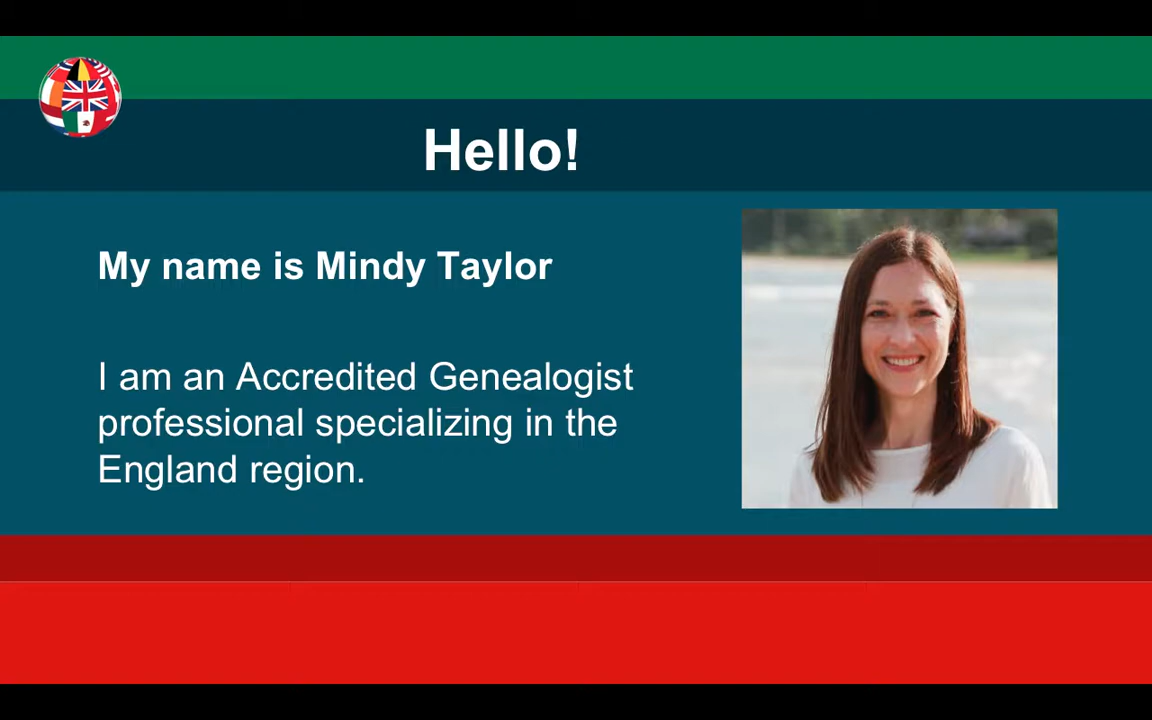 Hello!
My name is Mindy Taylor
I am an Accredited Genealogist
professional specializing in the
England region.